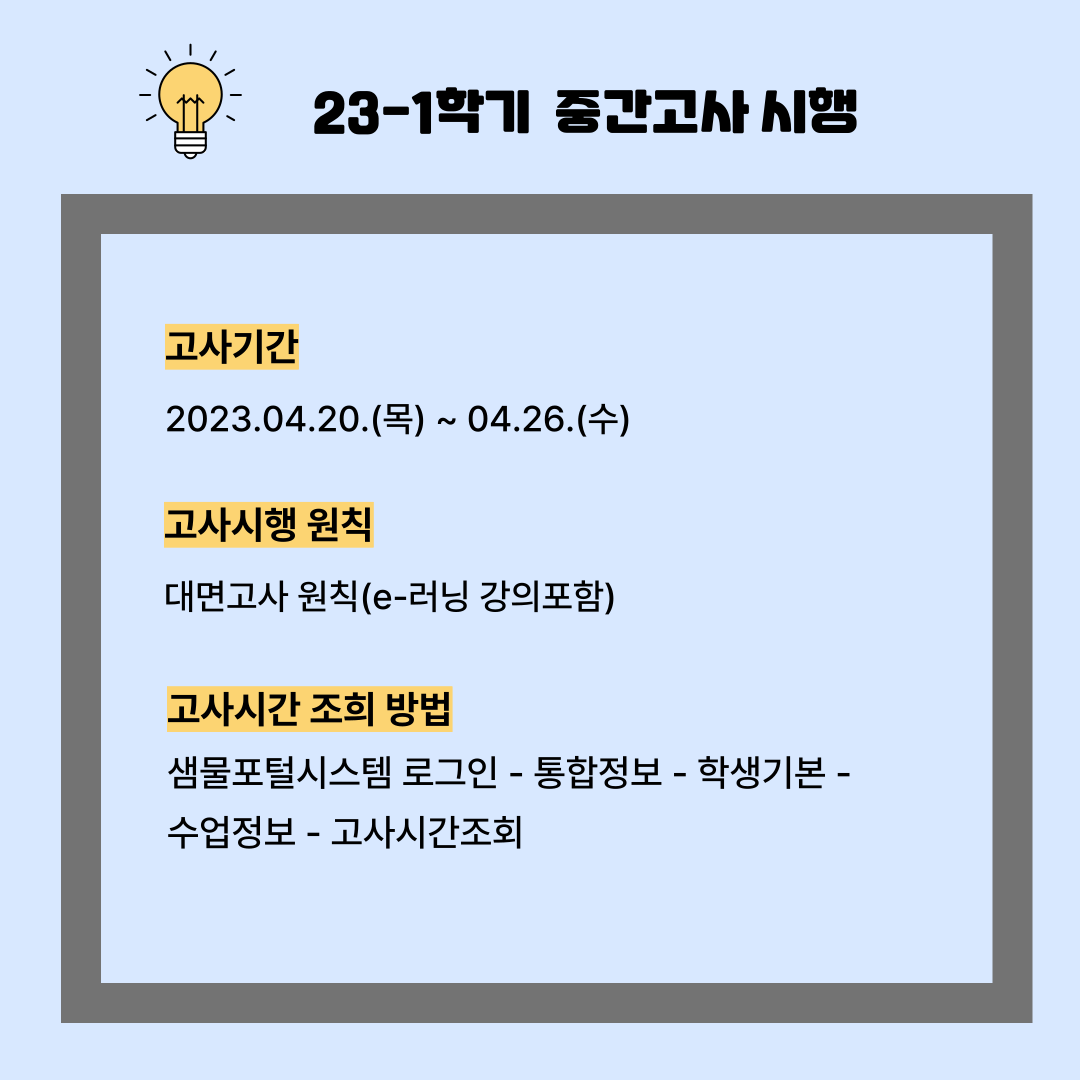 23-1학기 중간고사 시행
고사기간
2023.04.20.(목) ~ 04.26.(수)
고사시행 원칙
대면고사 원칙(e-러닝 강의포함)
고사시간 조희 방법
샘물포털시스템 로그인 - 통합정보 - 학생기본 -
수업정보 - 고사시간조회